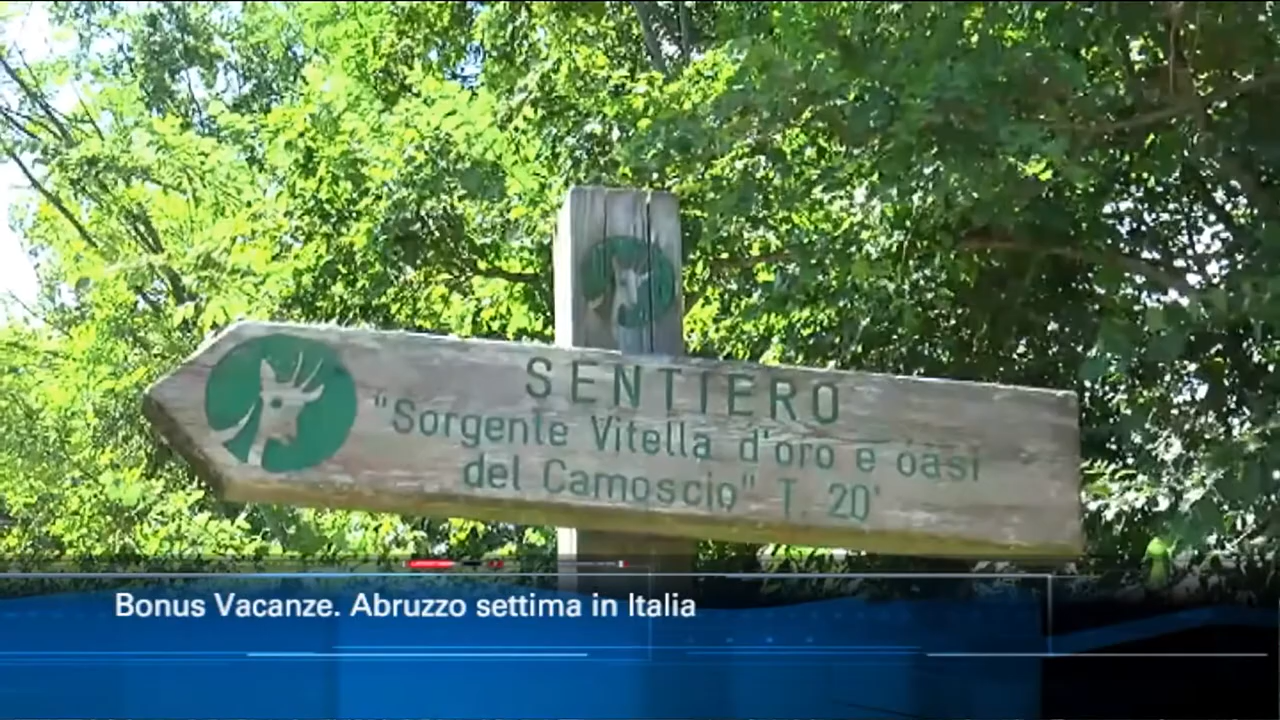 SENTIERO
"Sorgente Vitella d'oro e oasi
del Camoscio" T. 20'
Bonus Vacanze. Abruzzo settima in Italia